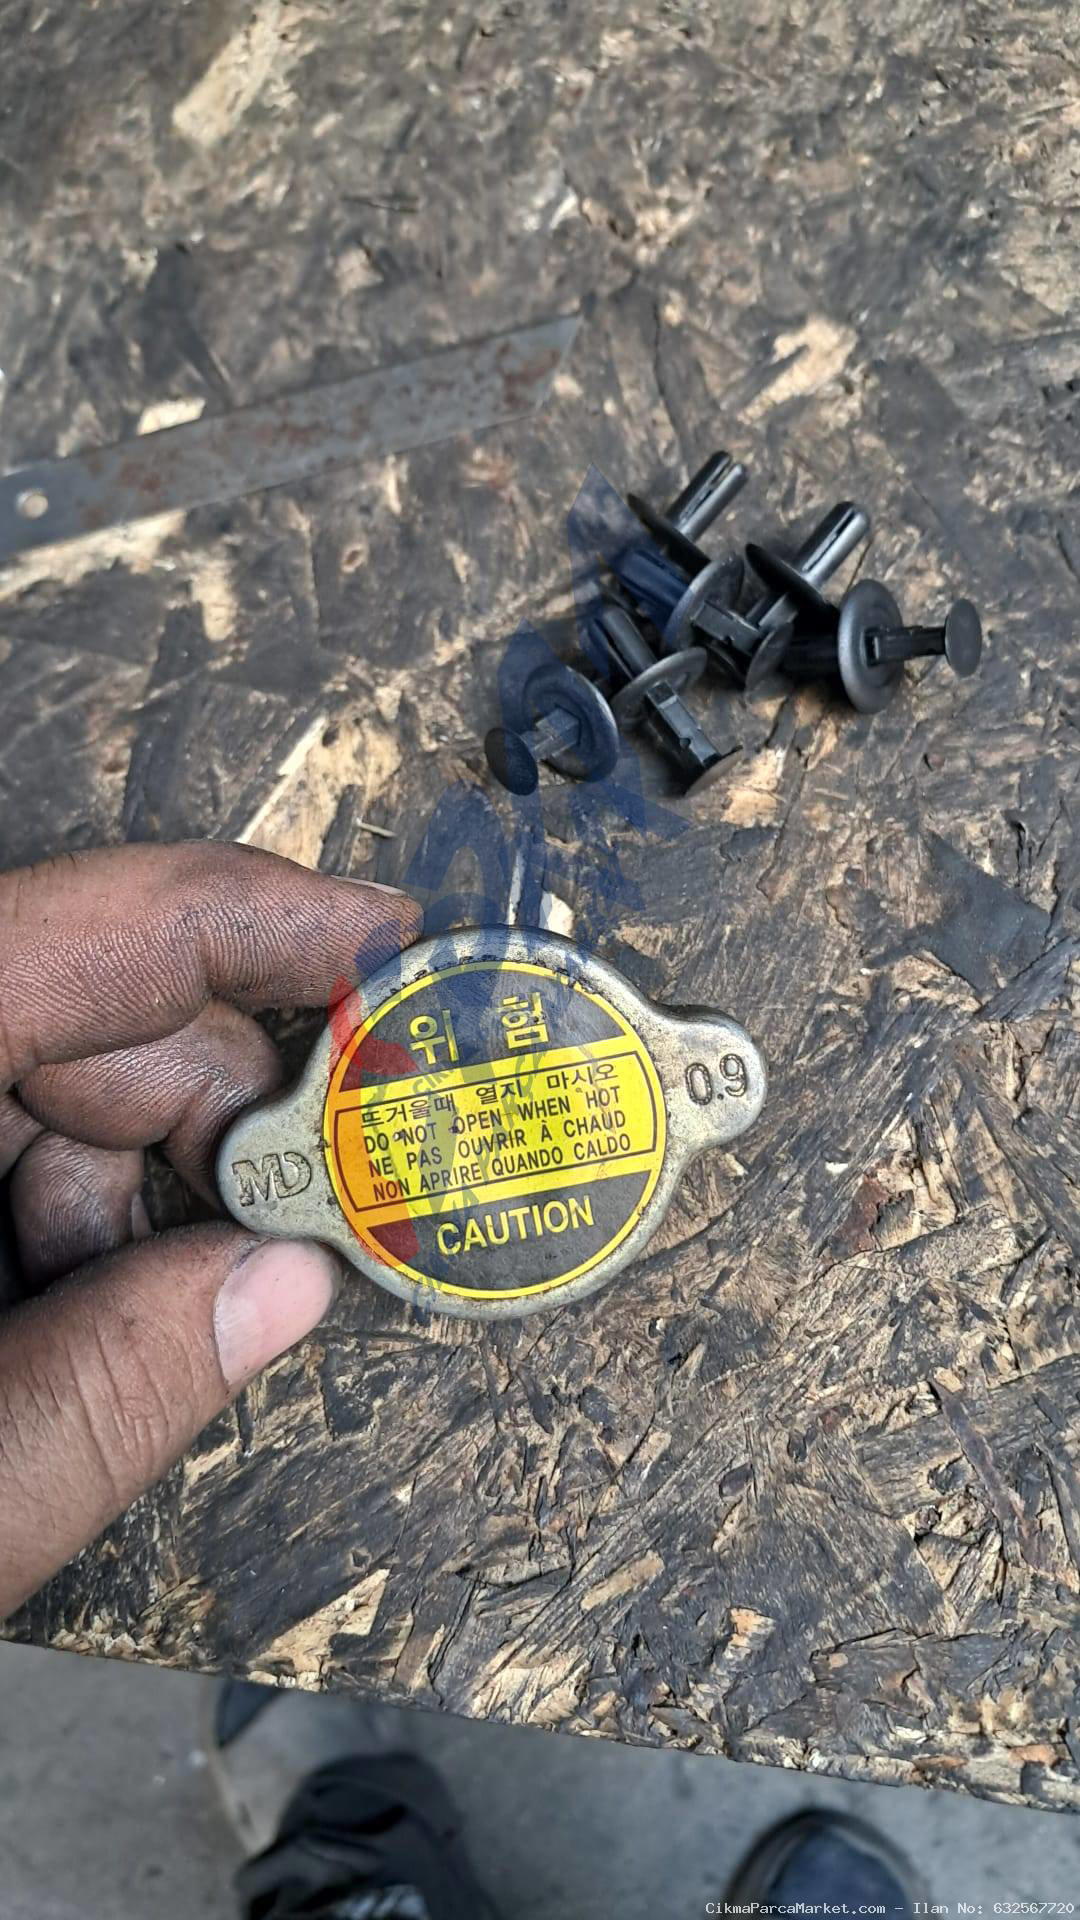 위 험
뜨거울때 열지 마시오
DO NOT OPEN WHEN HOT
NE PAS OUVRIR À CHAUD
NON APRIRE QUANDO CALDO
CAUTION
MD
0.9
CikmaParcaMarket.com - Ilan No: 632567720